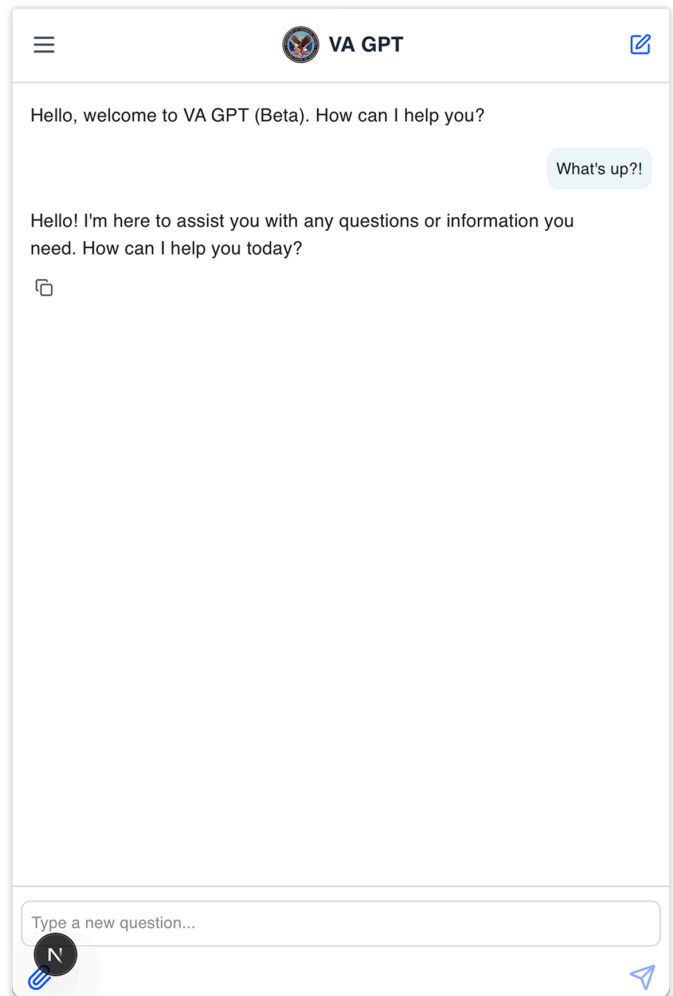 VA GPT
Hello, welcome to VA GPT (Beta). How can I help you?
What's up?!
Hello! I'm here to assist you with any questions or information you
need. How can I help you today?
Type a new question...
N